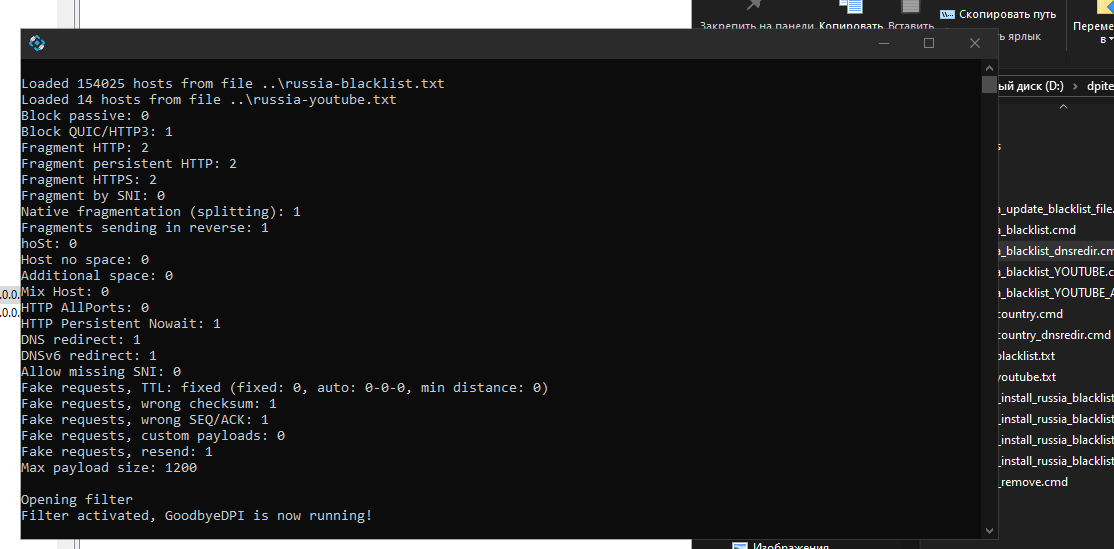 Закрепить на панели Копировать Вставить
Скопировать путь
ярлык
в
Loaded 154025 hosts from file ..\russia-blacklist.txt
Loaded 14 hosts from file ..\russia-youtube.txt
Block passive: 0
Block QUIC/HTTP3: 1
Fragment HTTP: 2
Fragment persistent HTTP: 2
Fragment HTTPS: 2
Fragment by SNI: 0
Native fragmentation (splitting): 1
Fragments sending in reverse: 1
hoSt: 0
Host no space: 0
Additional space: 0
Mix Host: 0
HTTP AllPorts: 0
HTTP Persistent Nowait: 1
DNS redirect: 1
DNSv6 redirect: 1
Allow missing SNI: 0
Fake requests, TTL: fixed (fixed: 0, auto: 0-0-0, min distance: 0)
Fake requests, wrong checksum: 1
Fake requests, wrong SEQ/ACK: 1
Fake requests, custom payloads: 0
Fake requests, resend: 1
Max payload size: 1200
Opening filter
Filter activated, GoodbyeDPI is now running!
.0.0.
.0.0.
ый диск (D:) > dpite
a_update_blacklist_file.
a_blacklist.cmd
a_blacklist_dnsredir.cm
a_blacklist_YOUTUBE.c
a_blacklist_YOUTUBE_A
country.cmd
country_dnsredir.cmd
blacklist.txt
youtube.txt
_install_russia_blacklist
_install_russia_blacklist
_install_russia_blacklist
_install_russia_blacklist
_remove.cmd
Изображения